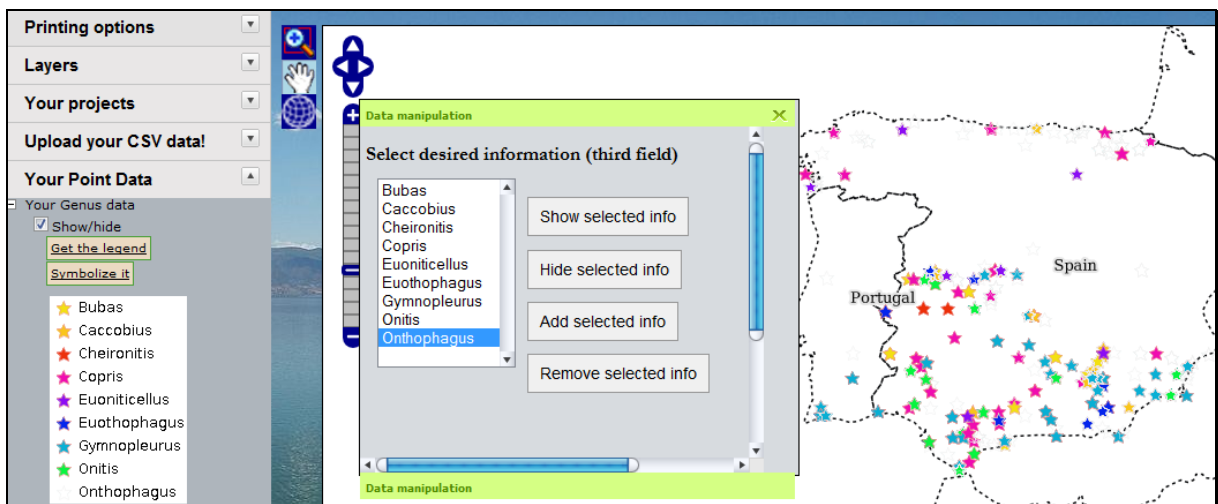 Printing options
Layers
Your projects
Upload your CSV data!
Your Point Data
Your Genus data
Show/hide
Get the legend
Symbolize it
Bubas
Caccobius
Cheironitis
Copris
Euoniticellus
Euothophagus
Gymnopleurus
Onitis
Onthophagus
Data manipulation
Select desired information (third field)
Bubas
Caccobius
Cheironitis
Copris
Euoniticellus
Euothophagus
Gymnopleurus
Onitis
Onthophagus
Show selected info
Hide selected info
Add selected info
Remove selected info
Data manipulation
Spain
Portugal